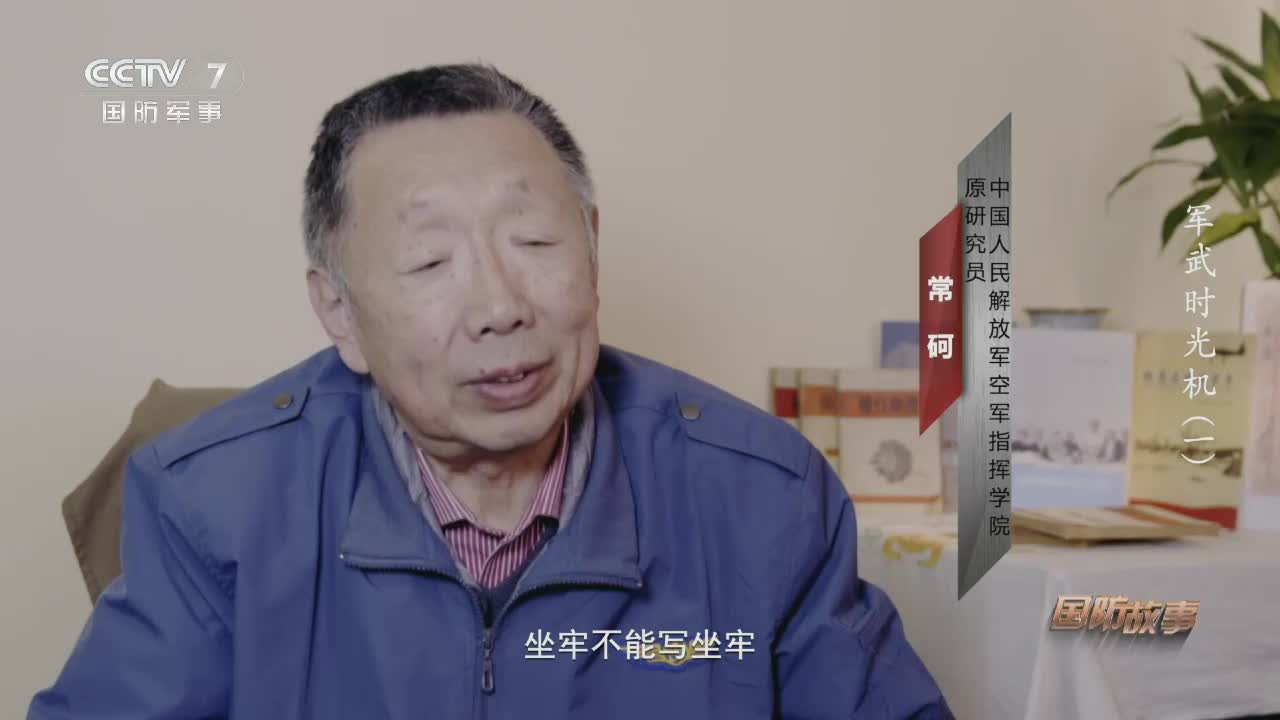 CCTV 7
国防军事
军武时光机(一)
中国人民解放军空军指挥学院
原研究员
常 砢
国防故事
坐牢不能写坐牢